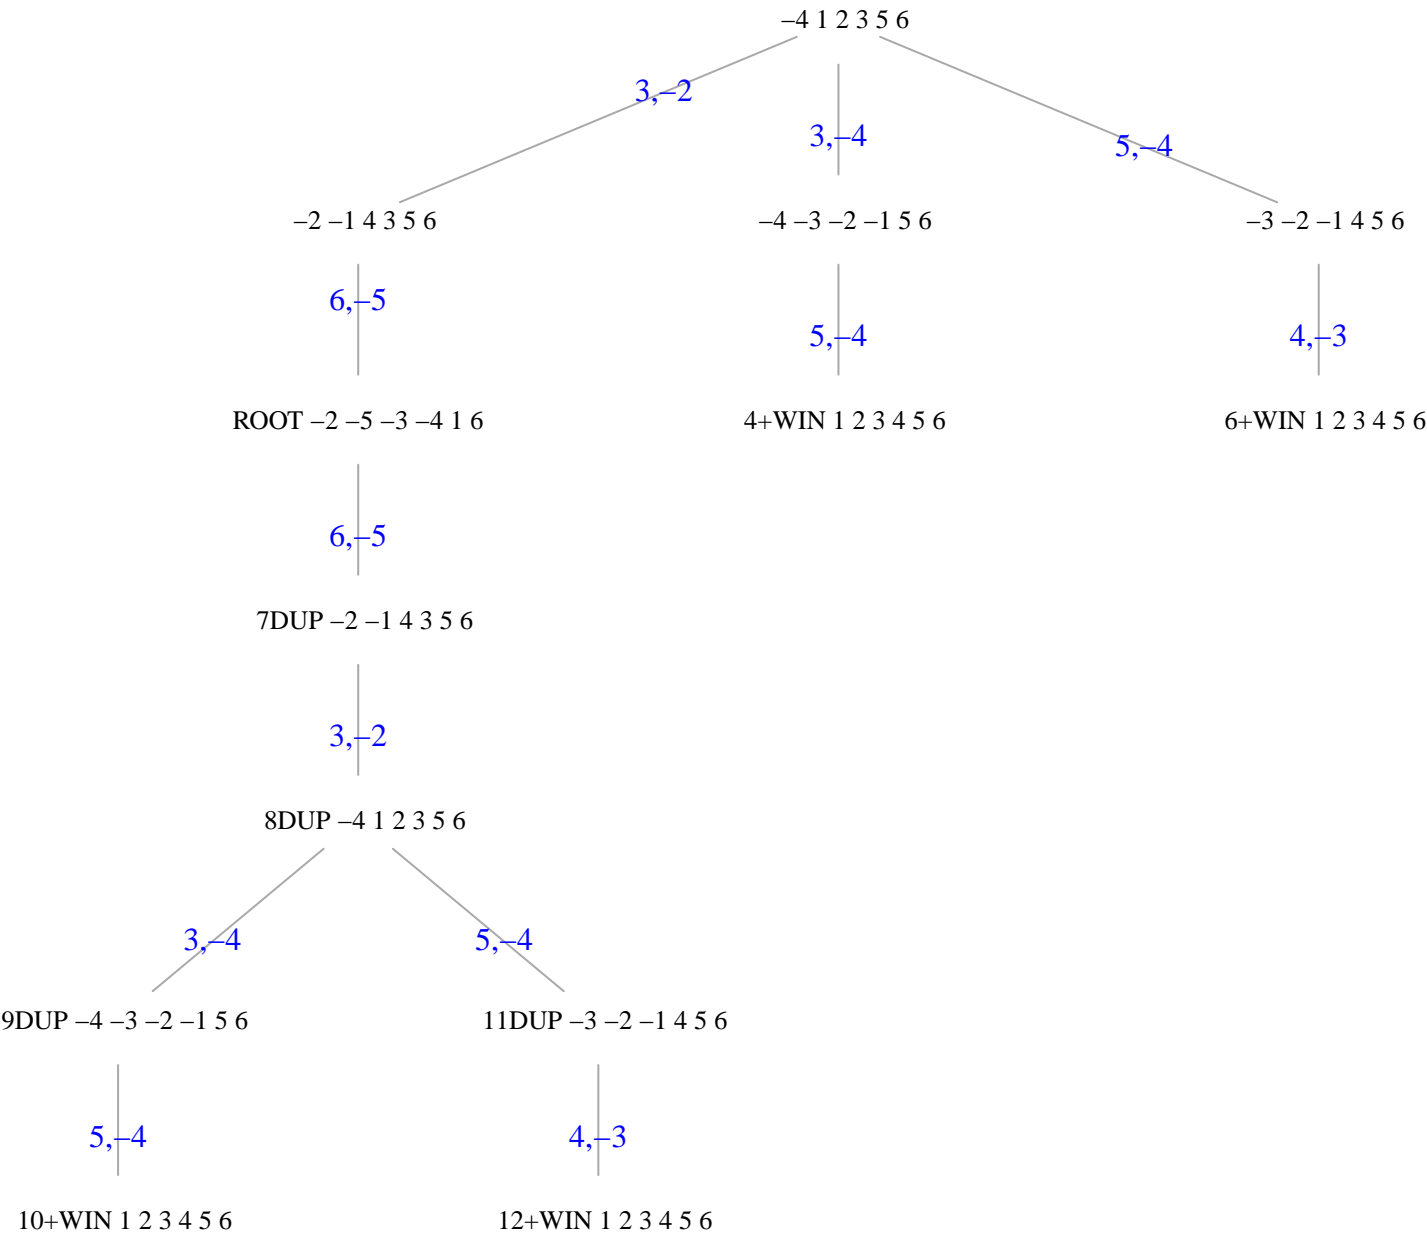 –4 1 2 3 5 6
3,–2
3,–4
5,–4
–2 –1 4 3 5 6
–4 –3 –2 –1 5 6
–3 –2 –1 4 5 6
6,–5
5,–4
4,–3
ROOT –2 –5 –3 –4 1 6
4+WIN 1 2 3 4 5 6
6+WIN 1 2 3 4 5 6
6,–5
7DUP –2 –1 4 3 5 6
3,–2
8DUP –4 1 2 3 5 6
3,–4
5,–4
9DUP –4 –3 –2 –1 5 6
11DUP –3 –2 –1 4 5 6
5,–4
4,–3
10+WIN 1 2 3 4 5 6
12+WIN 1 2 3 4 5 6